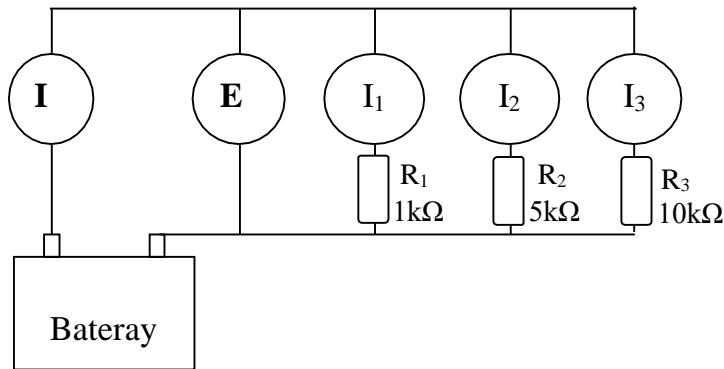 I
E
I₁
I₂
I₃
R₁
1kΩ
R₂
5kΩ
R₃
10kΩ
Bateray